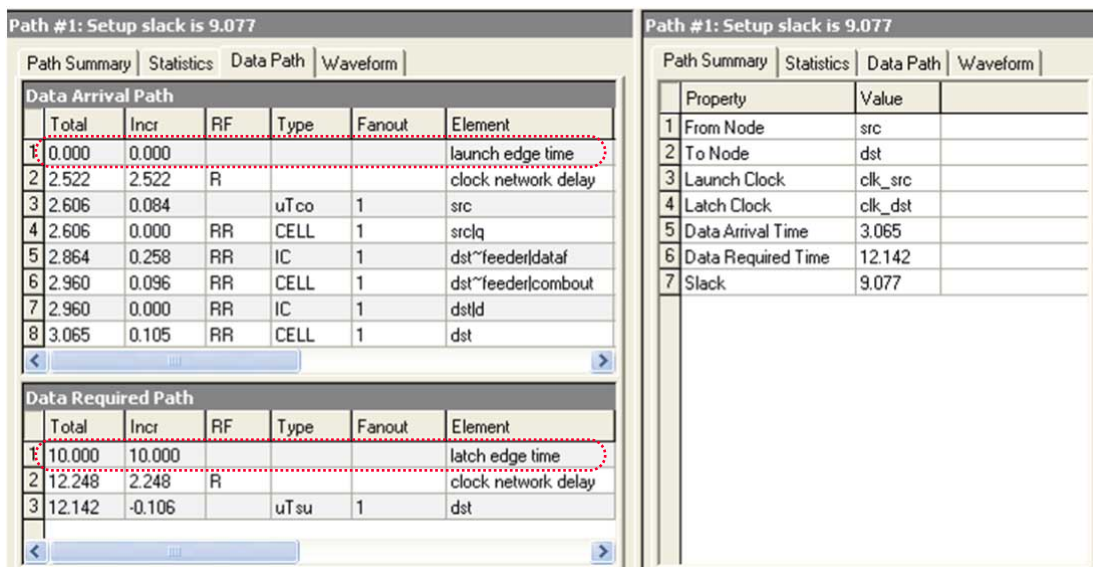 Path #1: Setup slack is 9.077
Path Summary Statistics Data Path Waveform
Data Arrival Path
Total Incr RF Type Fanout Element
1 0.000 0.000 launch edge time
2 2.522 2.522 R clock network delay
3 2.606 0.084 uTco 1 src
4 2.606 0.000 RR CELL 1 src|q
5 2.864 0.258 RR IC 1 dst~feeder|dataf
6 2.960 0.096 RR CELL 1 dst~feeder|combout
7 2.960 0.000 RR IC 1 dst|d
8 3.065 0.105 RR CELL 1 dst
Data Required Path
Total Incr RF Type Fanout Element
1 10.000 10.000 latch edge time
2 12.248 2.248 R clock network delay
3 12.142 -0.106 uTsu 1 dst
Path #1: Setup slack is 9.077
Path Summary Statistics Data Path Waveform
Property Value
1 From Node src
2 To Node dst
3 Launch Clock clk_src
4 Latch Clock clk_dst
5 Data Arrival Time 3.065
6 Data Required Time 12.142
7 Slack 9.077